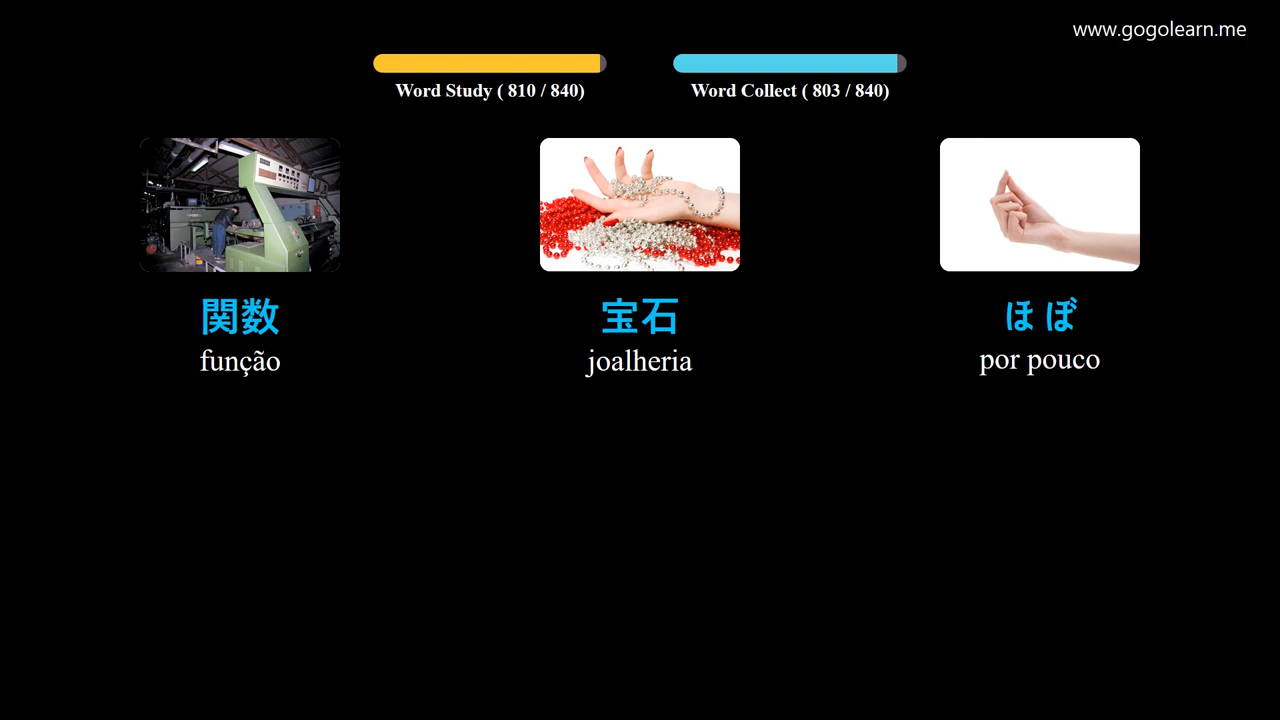 www.gogolearn.me
Word Study ( 810 / 840)
Word Collect ( 803 / 840)
関数
função
宝石
joalheria
ほぼ
por pouco